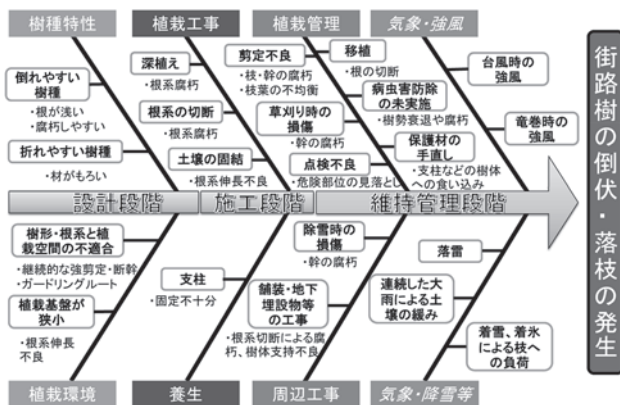 樹種特性
植栽工事
植栽管理
気象・強風
倒れやすい
樹種
・根が浅い
・腐朽しやすい
折れやすい樹種
・材がもろい
深植え
・根系腐朽
根系の切断
・根系腐朽
土壌の固結
・根系伸長不良
剪定不良
・枝・幹の腐朽
・枝葉の不均衡
草刈り時の
損傷
・幹の腐朽
点検不良
・危険部位の見落とし
移植
・根の切断
病虫害防除
の未実施
・樹勢衰退や腐朽
保護材の
手直し
・支柱などの樹体
への食い込み
台風時の
強風
竜巻時の
強風
設計段階
施工段階
維持管理段階
街路樹の倒伏・落枝の発生
樹形・根系と植
栽空間の不適合
・継続的な強剪定・断幹
・ガードリングルート
植栽基盤が
狭小
・根系伸長
不良
支柱
・固定不十分
除雪時の
損傷
・幹の腐朽
舗装・地下
埋設物等の
工事
・根系切断による腐
朽、樹体支持不良
落雷
連続した大
雨による土
壌の緩み
着雪、着氷
による枝へ
の負荷
植栽環境
養生
周辺工事
気象・降雪等